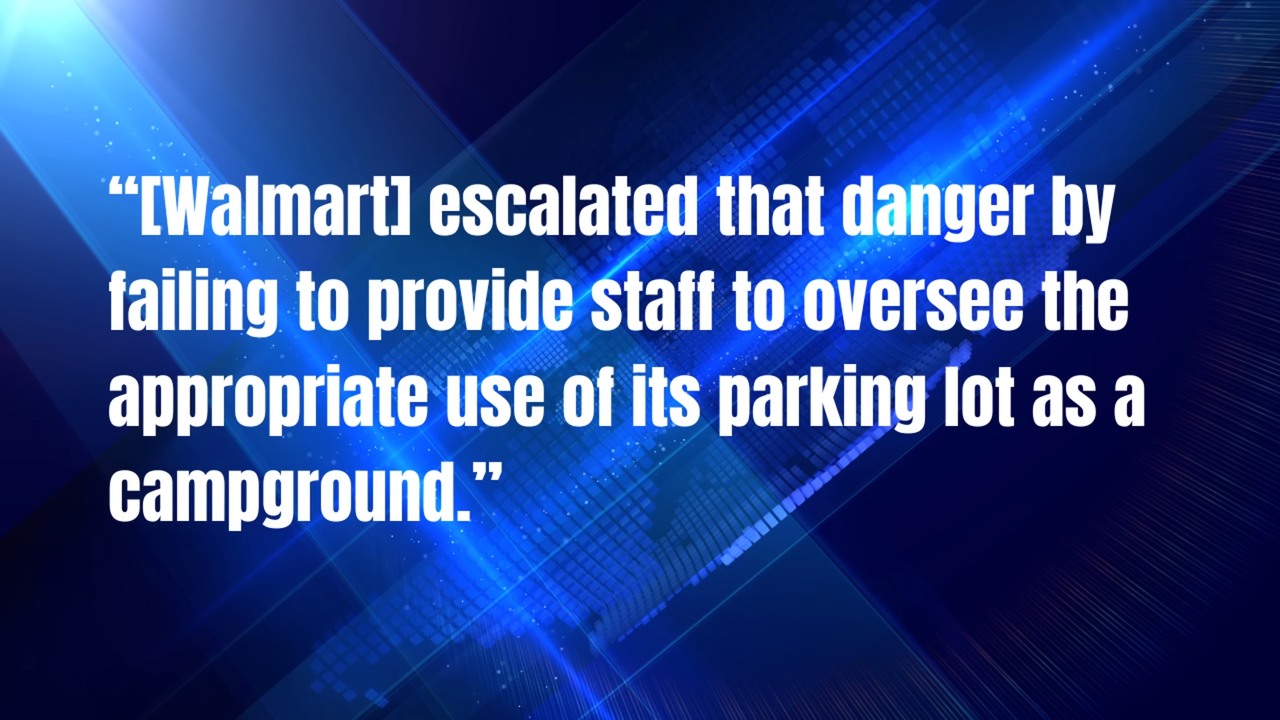 “[Walmart] escalated that danger by
failing to provide staff to oversee the
appropriate use of its parking lot as a
campground.”